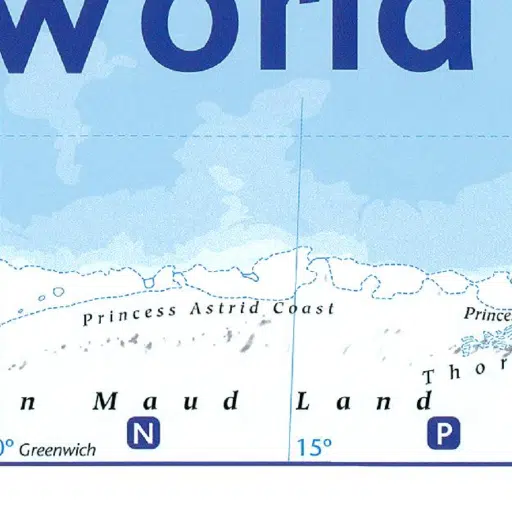 world
Princess Astrid Coast
Prince
Thor
n Maud Land
N
P
0° Greenwich
15°